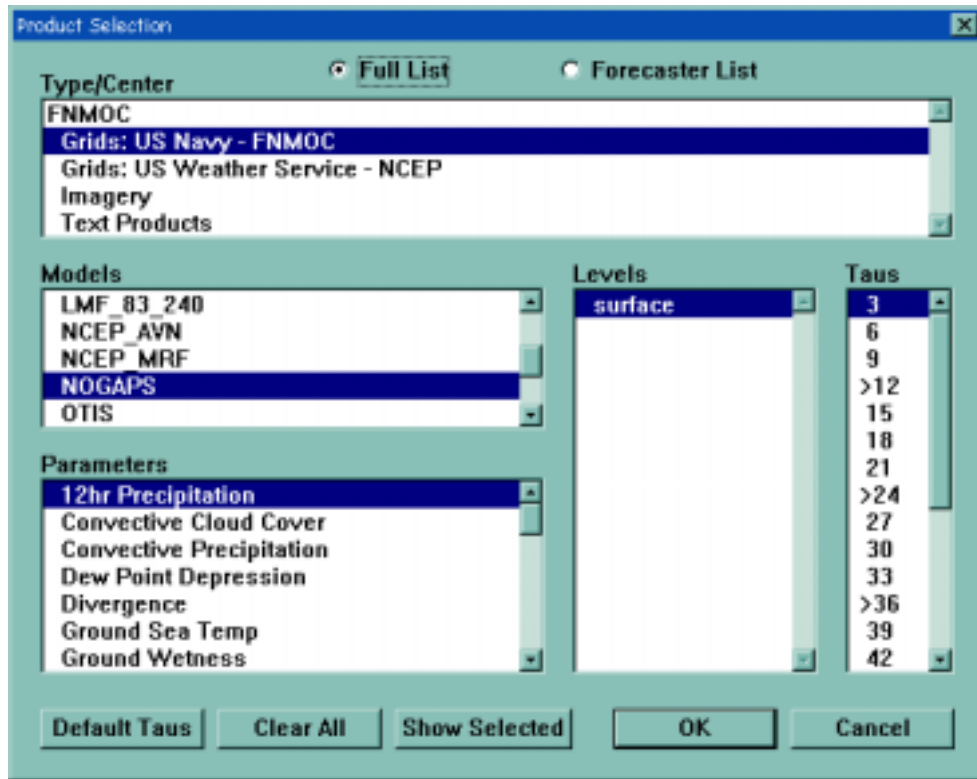 Product Selection
Full List
Forecaster List
Type/Center
FNMOC
Grids: US Navy - FNMOC
Grids: US Weather Service - NCEP
Imagery
Text Products
Models
LMF_83_240
NCEP_AVN
NCEP_MRF
NOGAPS
OTIS
Parameters
12hr Precipitation
Convective Cloud Cover
Convective Precipitation
Dew Point Depression
Divergence
Ground Sea Temp
Ground Wetness
Levels
surface
Taus
3
6
9
>12
15
18
21
>24
27
30
33
>36
39
42
Default Taus
Clear All
Show Selected
OK
Cancel